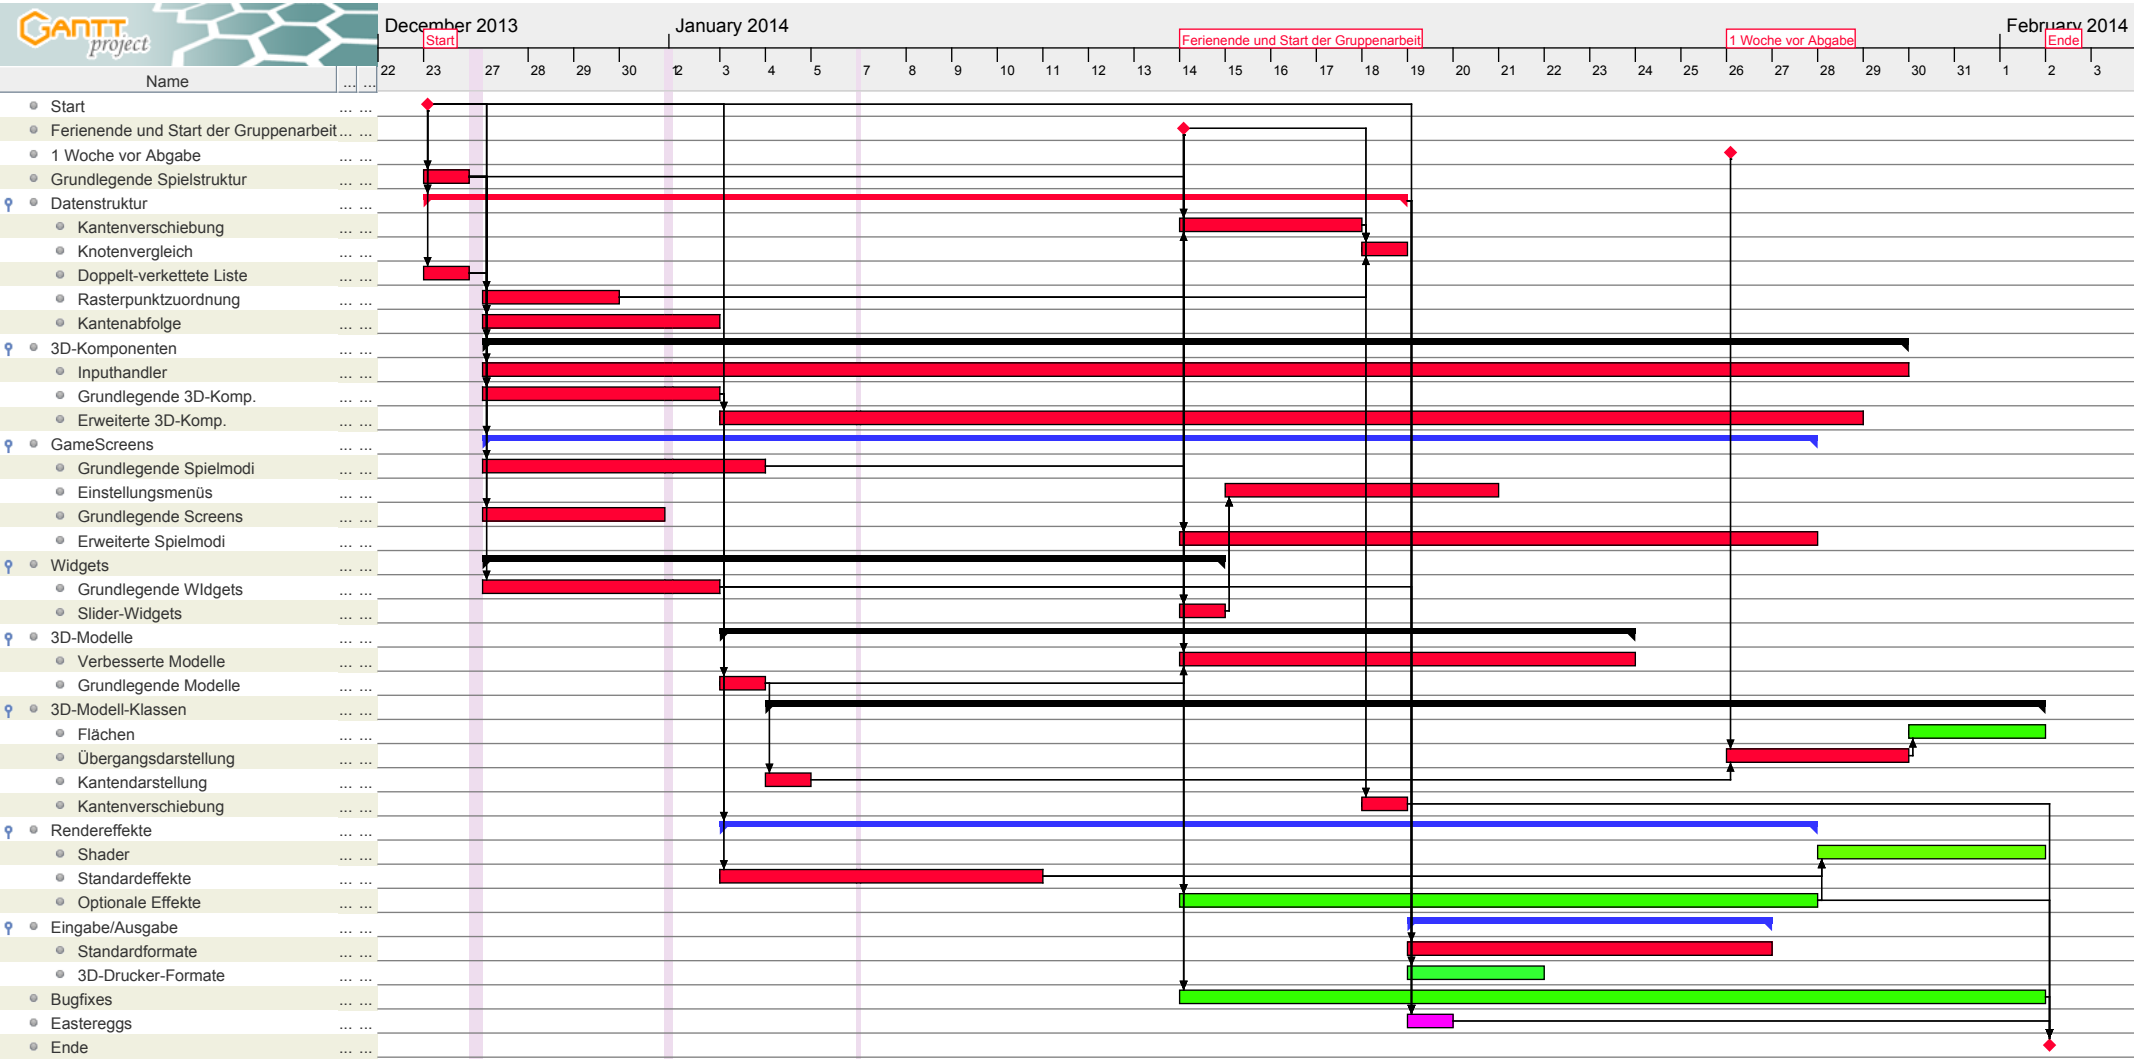 GANTT
project
December 2013 January 2014 February 2014
Start Ferienende und Start der Gruppenarbeit 1 Woche vor Abgabe Ende
22 23 27 28 29 30 2 3 4 5 7 8 9 10 11 12 13 14 15 16 17 18 19 20 21 22 23 24 25 26 27 28 29 30 31 1 2 3
Name ... ...
Start ... ...
Ferienende und Start der Gruppenarbeit ... ...
1 Woche vor Abgabe ... ...
Grundlegende Spielstruktur ... ...
Datenstruktur ... ...
Kantenverschiebung ... ...
Knotenvergleich ... ...
Doppelt-verkettete Liste ... ...
Rasterpunktzuordnung ... ...
Kantenabfolge ... ...
3D-Komponenten ... ...
Inputhandler ... ...
Grundlegende 3D-Komp. ... ...
Erweiterte 3D-Komp. ... ...
GameScreens ... ...
Grundlegende Spielmodi ... ...
Einstellungsmenüs ... ...
Grundlegende Screens ... ...
Erweiterte Spielmodi ... ...
Widgets ... ...
Grundlegende WIdgets ... ...
Slider-Widgets ... ...
3D-Modelle ... ...
Verbesserte Modelle ... ...
Grundlegende Modelle ... ...
3D-Modell-Klassen ... ...
Flächen ... ...
Übergangsdarstellung ... ...
Kantendarstellung ... ...
Kantenverschiebung ... ...
Rendereffekte ... ...
Shader ... ...
Standardeffekte ... ...
Optionale Effekte ... ...
Eingabe/Ausgabe ... ...
Standardformate ... ...
3D-Drucker-Formate ... ...
Bugfixes ... ...
Eastereggs ... ...
Ende ... ...